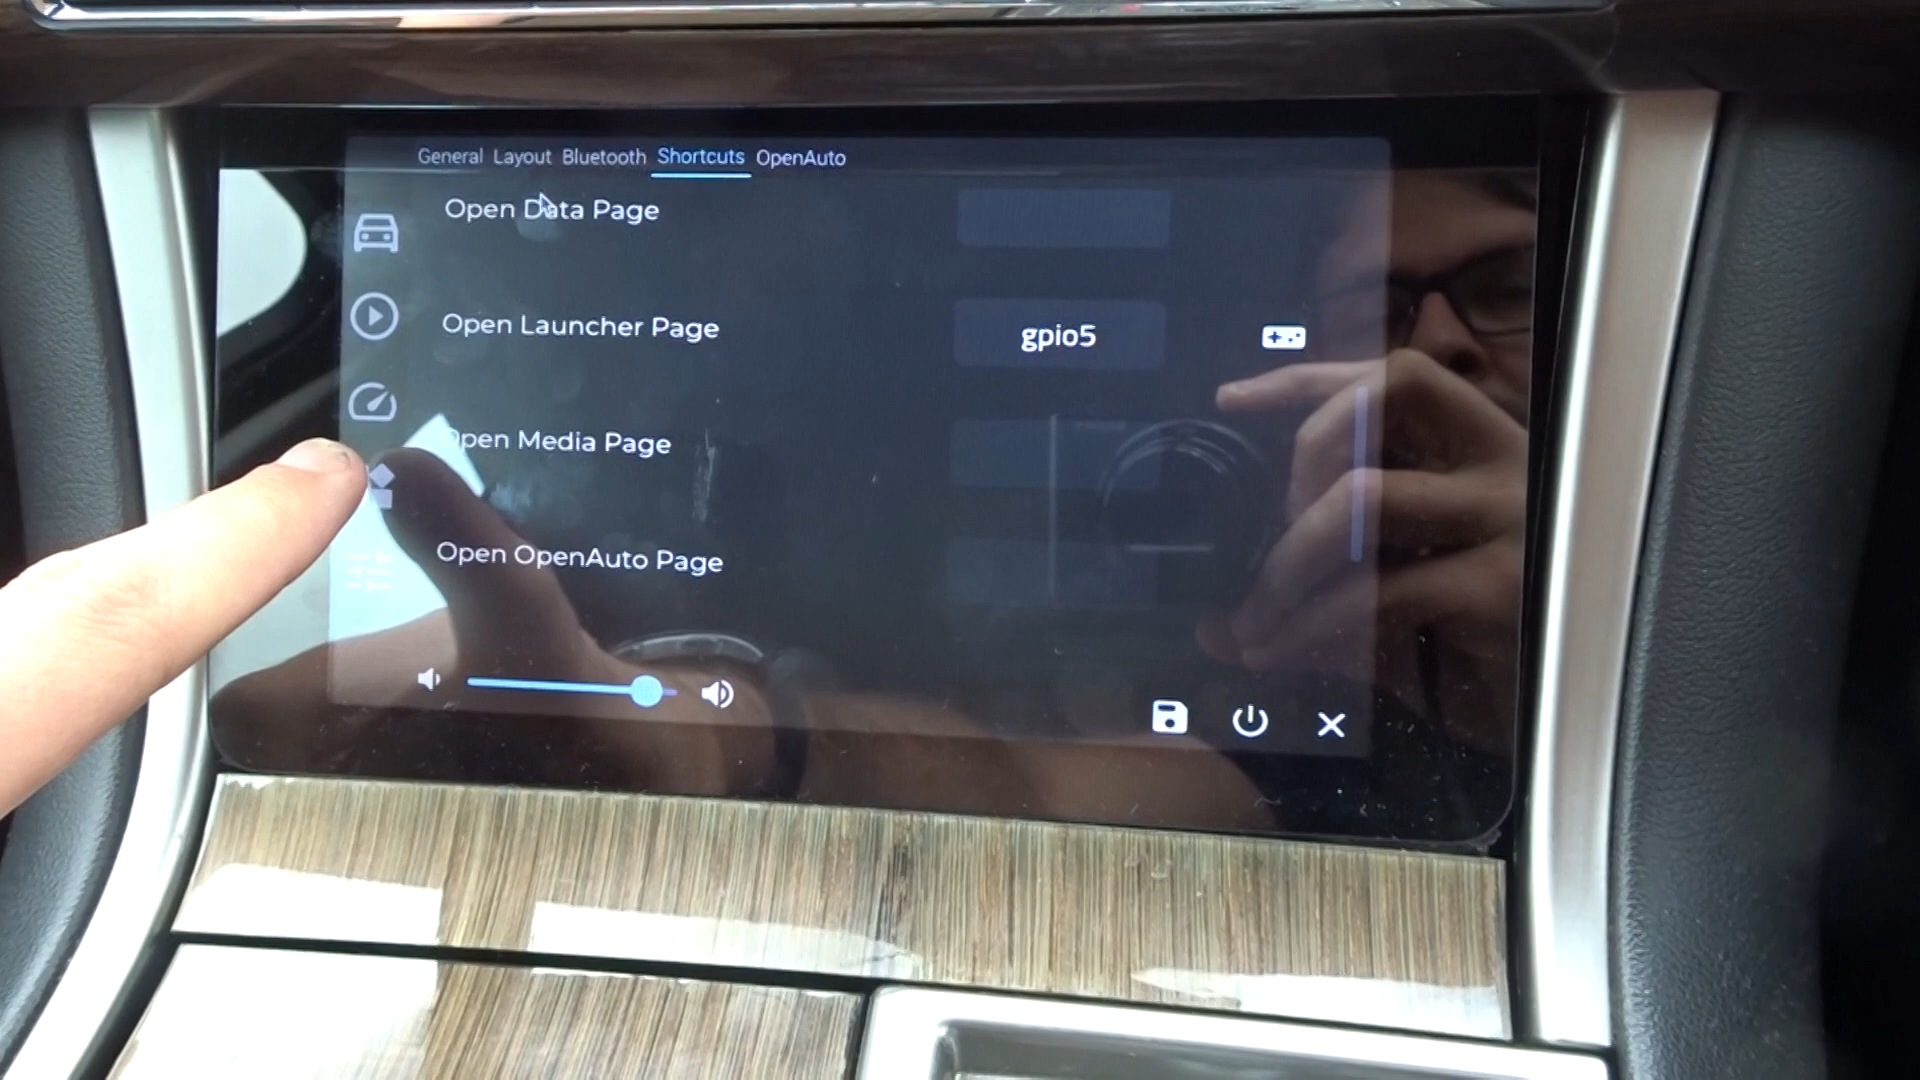 General Layout Bluetooth Shortcuts OpenAuto
Open Data Page
Open Launcher Page gpio5
Open Media Page
Open OpenAuto Page